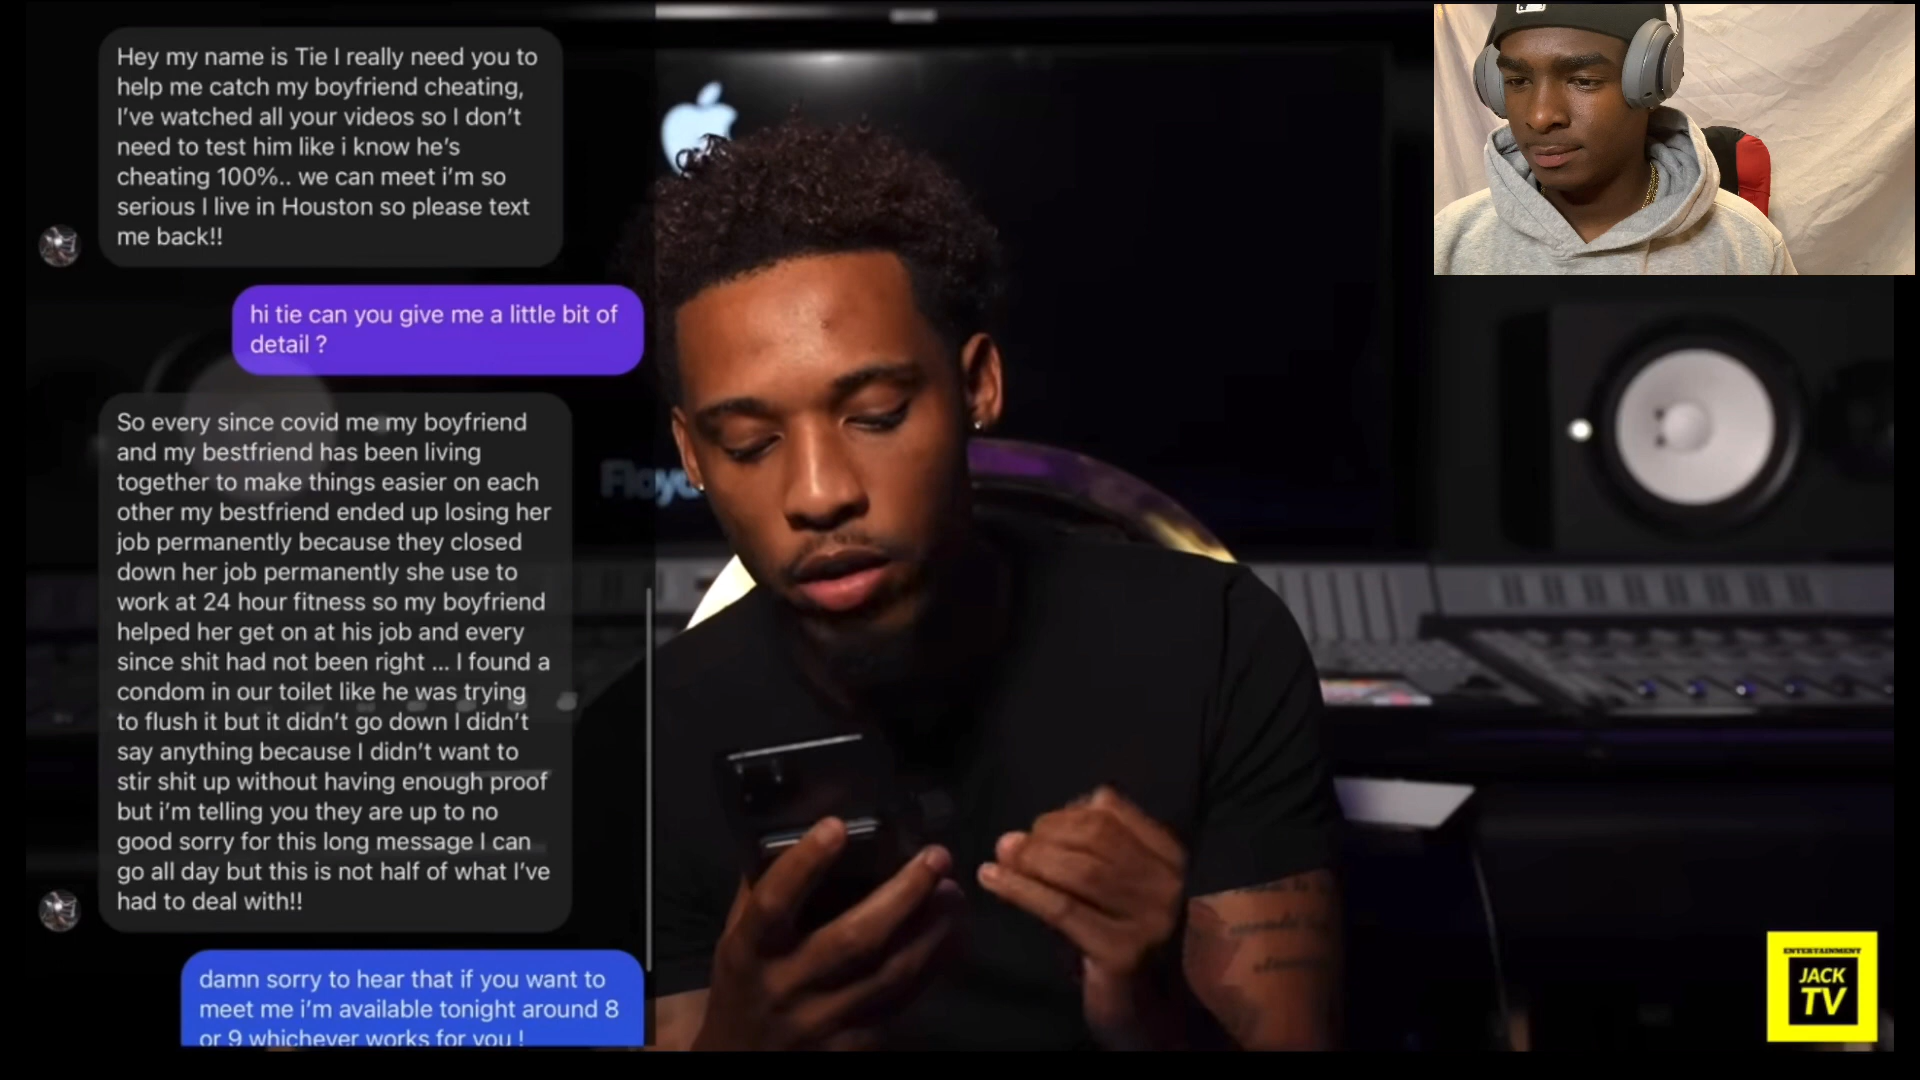 Hey my name is Tie I really need you to
help me catch my boyfriend cheating,
I've watched all your videos so I don't
need to test him like i know he's
cheating 100%.. we can meet i'm so
serious I live in Houston so please text
me back!!
hi tie can you give me a little bit of
detail ?
So every since covid me my boyfriend
and my bestfriend has been living
together to make things easier on each
other my bestfriend ended up losing her
job permanently because they closed
down her job permanently she use to
work at 24 hour fitness so my boyfriend
helped her get on at his job and every
since shit had not been right ... I found a
condom in our toilet like he was trying
to flush it but it didn't go down I didn't
say anything because I didn't want to
stir shit up without having enough proof
but i'm telling you they are up to no
good sorry for this long message I can
go all day but this is not half of what I've
had to deal with!!
damn sorry to hear that if you want to
meet me i'm available tonight around 8
or 9 whichever works for you !
ENTERTAINMENT
JACK
TV